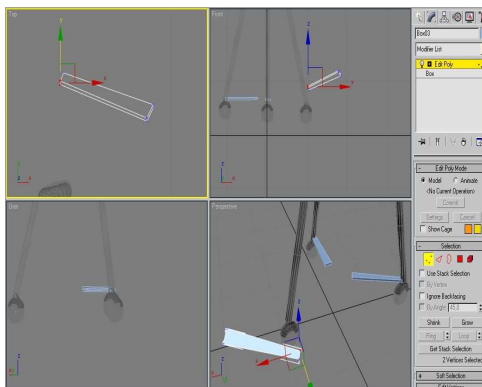 Top
Front
User
Perspective
Box03
Modifier List
Edit Poly
Box
Edit Poly Mode
Model Animate
<No Current Operation>
Commit
Settings Cancel
Show Cage
Selection
Use Stack Selection
By Vertex
Ignore Backfacing
By Angle 45.0
Shrink Grow
Ring Loop
Get Stack Selection
2 Vertices Selected
Soft Selection